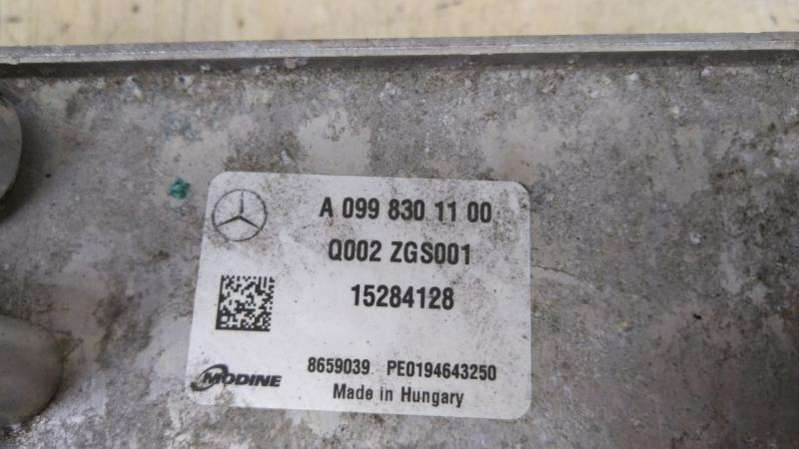 A 099 830 11 00
Q002 ZGS001
15284128
8659039 PE0194643250
MODINE
Made in Hungary